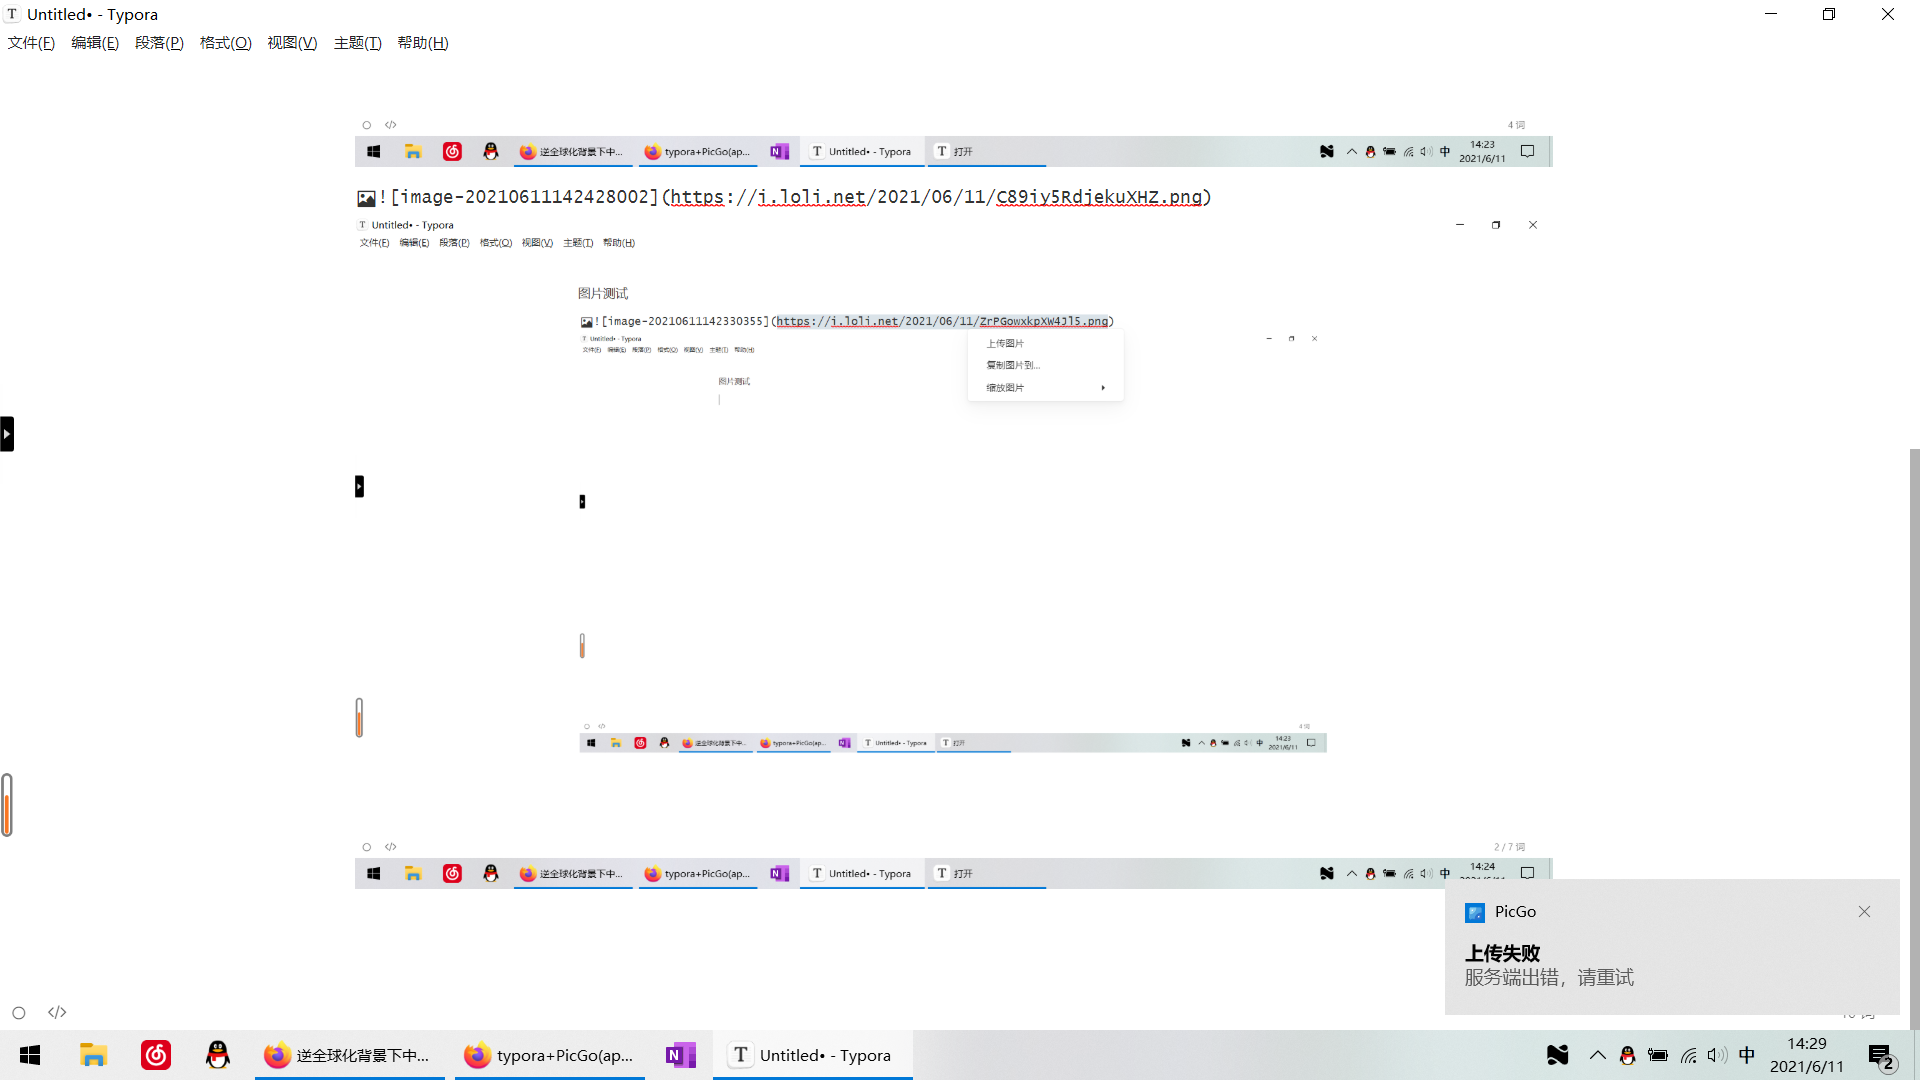 Untitled• - Typora
文件(F) 编辑(E) 段落(P) 格式(O) 视图(V) 主题(T) 帮助(H)
</> 4 词
逆全球化背景下中... typora+PicGo(ap... Untitled• - Typora 打开 中 14:23
2021/6/11
![image-20210611142428002](https://i.loli.net/2021/06/11/C89iy5RdjekuXHZ.png)
Untitled• - Typora
文件(F) 编辑(E) 段落(P) 格式(O) 视图(V) 主题(T) 帮助(H)
图片测试
![image-20210611142330355](https://i.loli.net/2021/06/11/ZrPGowxkpXW4Jl5.png)
Untitled• - Typora
文件(F) 编辑(E) 段落(P) 格式(O) 视图(V) 主题(T) 帮助(H)
上传图片
复制图片到...
缩放图片
图片测试
</> 4 词
逆全球化背景下中... typora+PicGo(ap... Untitled• - Typora 打开 中 14:23
2021/6/11
</> 2 / 7 词
逆全球化背景下中... typora+PicGo(ap... Untitled• - Typora 打开 中 14:24
PicGo
上传失败
服务端出错，请重试
</>
逆全球化背景下中... typora+PicGo(ap... Untitled• - Typora 中 14:29
2021/6/11
2